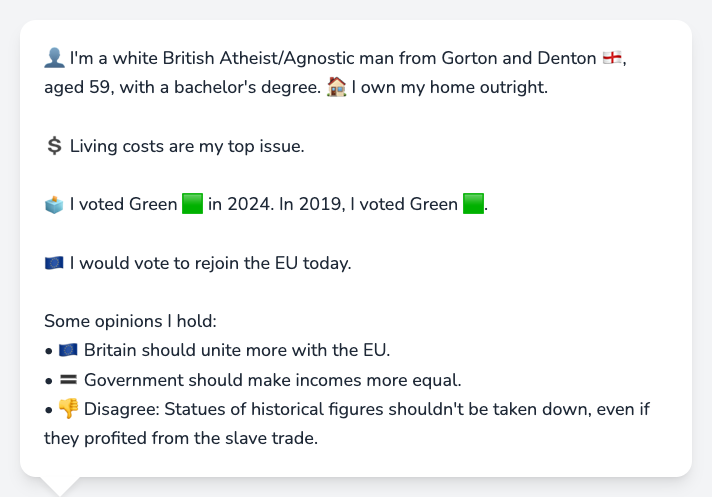 👤 I'm a white British Atheist/Agnostic man from Gorton and Denton 🏴󠁧󠁢󠁥󠁮󠁧󠁿,
aged 59, with a bachelor's degree. 🏠 I own my home outright.
💲 Living costs are my top issue.
🗳️ I voted Green 🟩 in 2024. In 2019, I voted Green 🟩.
🇪🇺 I would vote to rejoin the EU today.
Some opinions I hold:
• 🇪🇺 Britain should unite more with the EU.
• 🟰 Government should make incomes more equal.
• 👎 Disagree: Statues of historical figures shouldn't be taken down, even if
they profited from the slave trade.